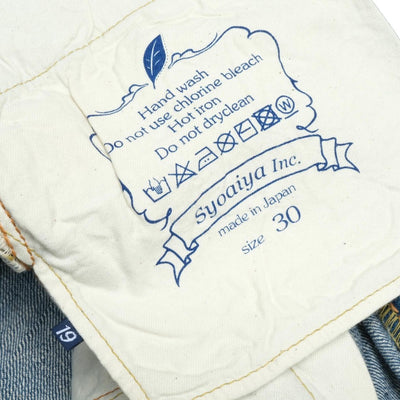 Hand wash
Do not use chlorine bleach
Hot iron
Do not dryclean
W
Syoaiya Inc.
made in Japan
size 30
19